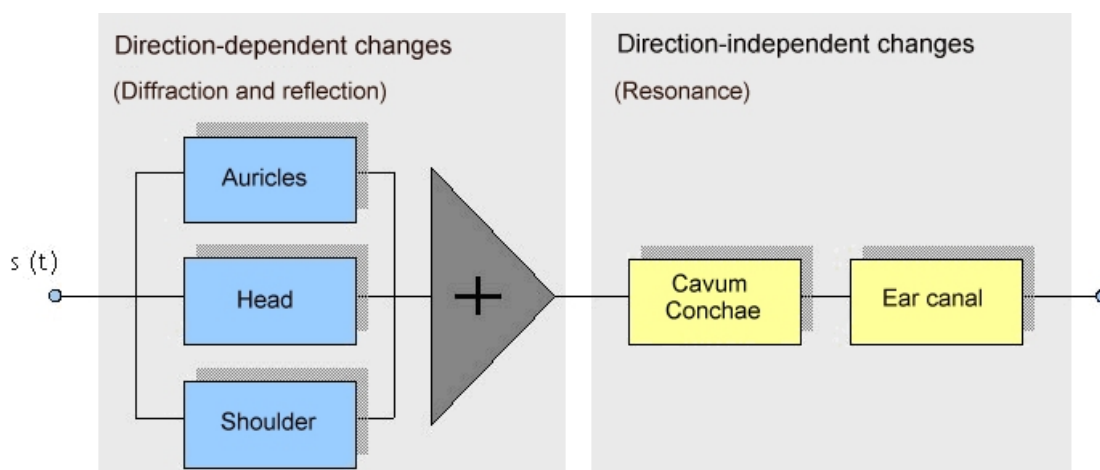 Direction-dependent changes
(Diffraction and reflection)
Direction-independent changes
(Resonance)
Auricles
s (t)
Head
+
Cavum
Conchae
Ear canal
Shoulder